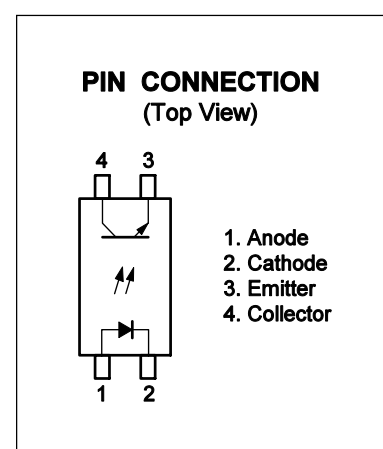 PIN CONNECTION
(Top View)
4 3
1. Anode
2. Cathode
3. Emitter
4. Collector
1 2